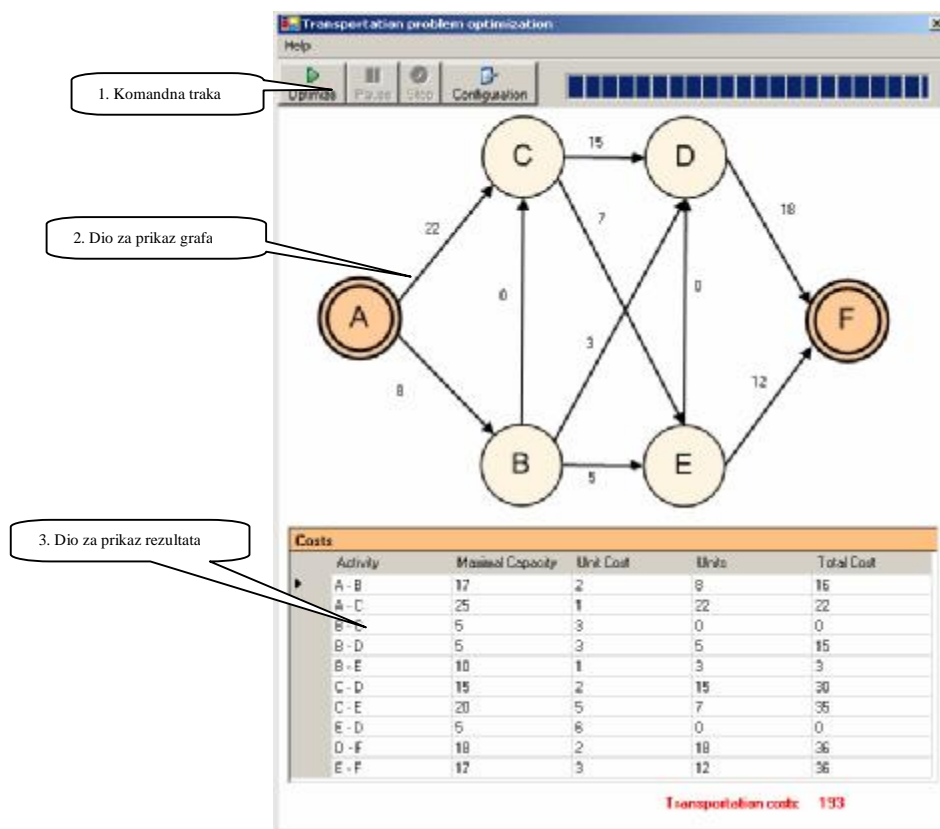 Transportation problem optimization
Help
Optimize Pause Stop Configuration
1. Komandna traka
C
15
D
22
7
18
2. Dio za prikaz grafa
0
0
A
F
3
8
12
B
5
E
3. Dio za prikaz rezultata
Costs
Activity Maximal Capacity Unit Cost Units Total Cost
A - B 17 2 8 16
A - C 25 1 22 22
B - C 5 3 0 0
B - D 5 3 5 15
B - E 10 1 3 3
C - D 15 2 15 30
C - E 20 5 7 35
E - D 5 6 0 0
D - F 18 2 18 36
E - F 17 3 12 36
Transportation costs: 193